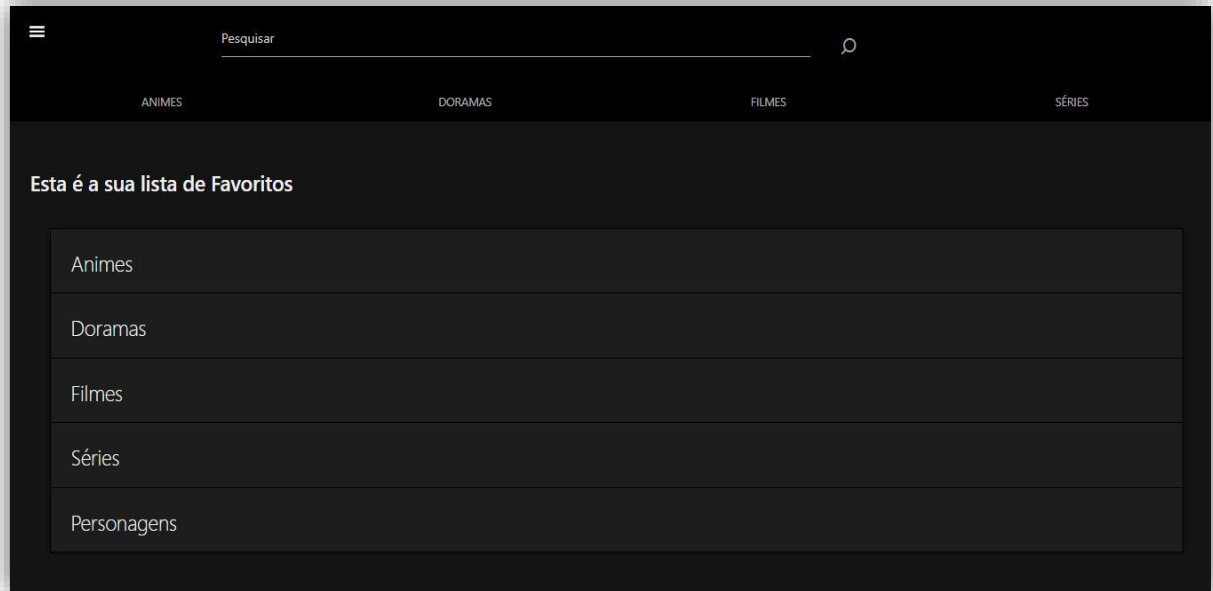 Pesquisar
ANIMES DORAMAS FILMES SÉRIES
Esta é a sua lista de Favoritos
Animes
Doramas
Filmes
Séries
Personagens